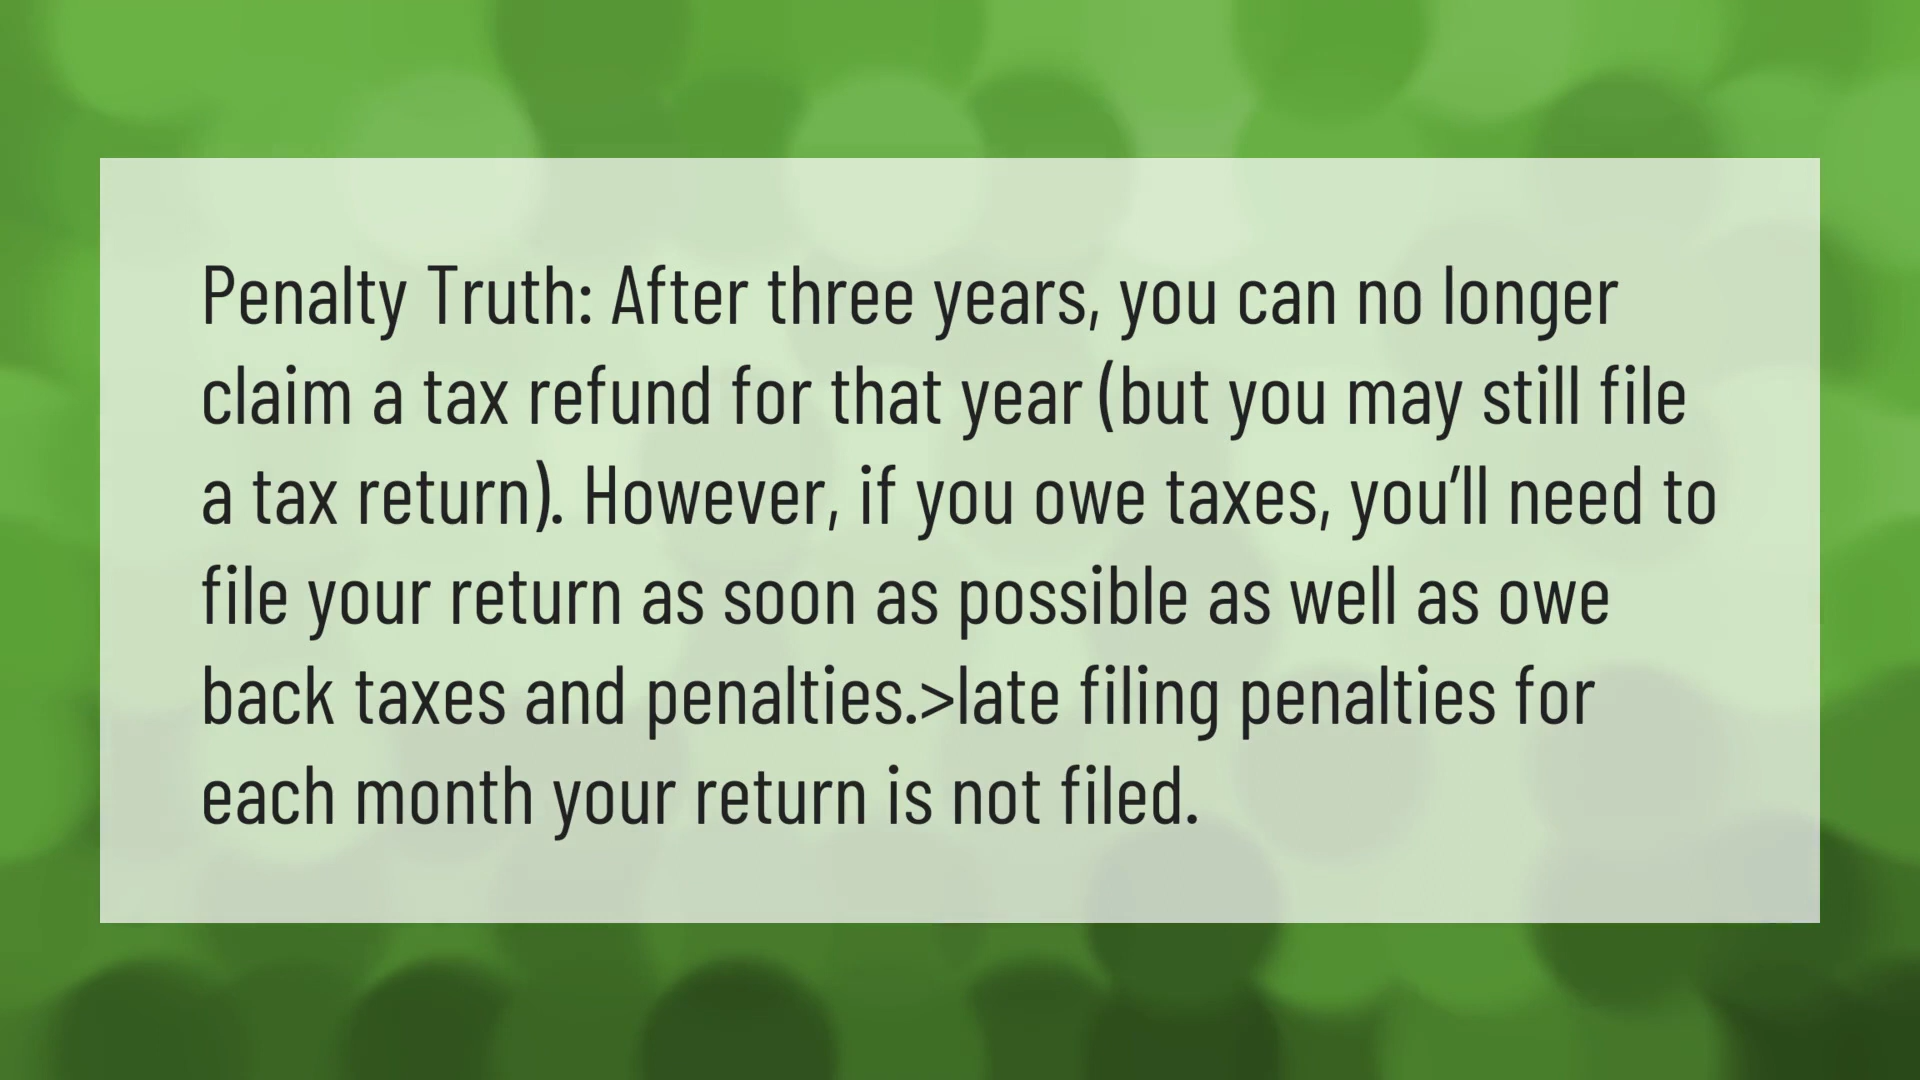 Penalty Truth: After three years, you can no longer
claim a tax refund for that year (but you may still file
a tax return). However, if you owe taxes, you’ll need to
file your return as soon as possible as well as owe
back taxes and penalties.>late filing penalties for
each month your return is not filed.